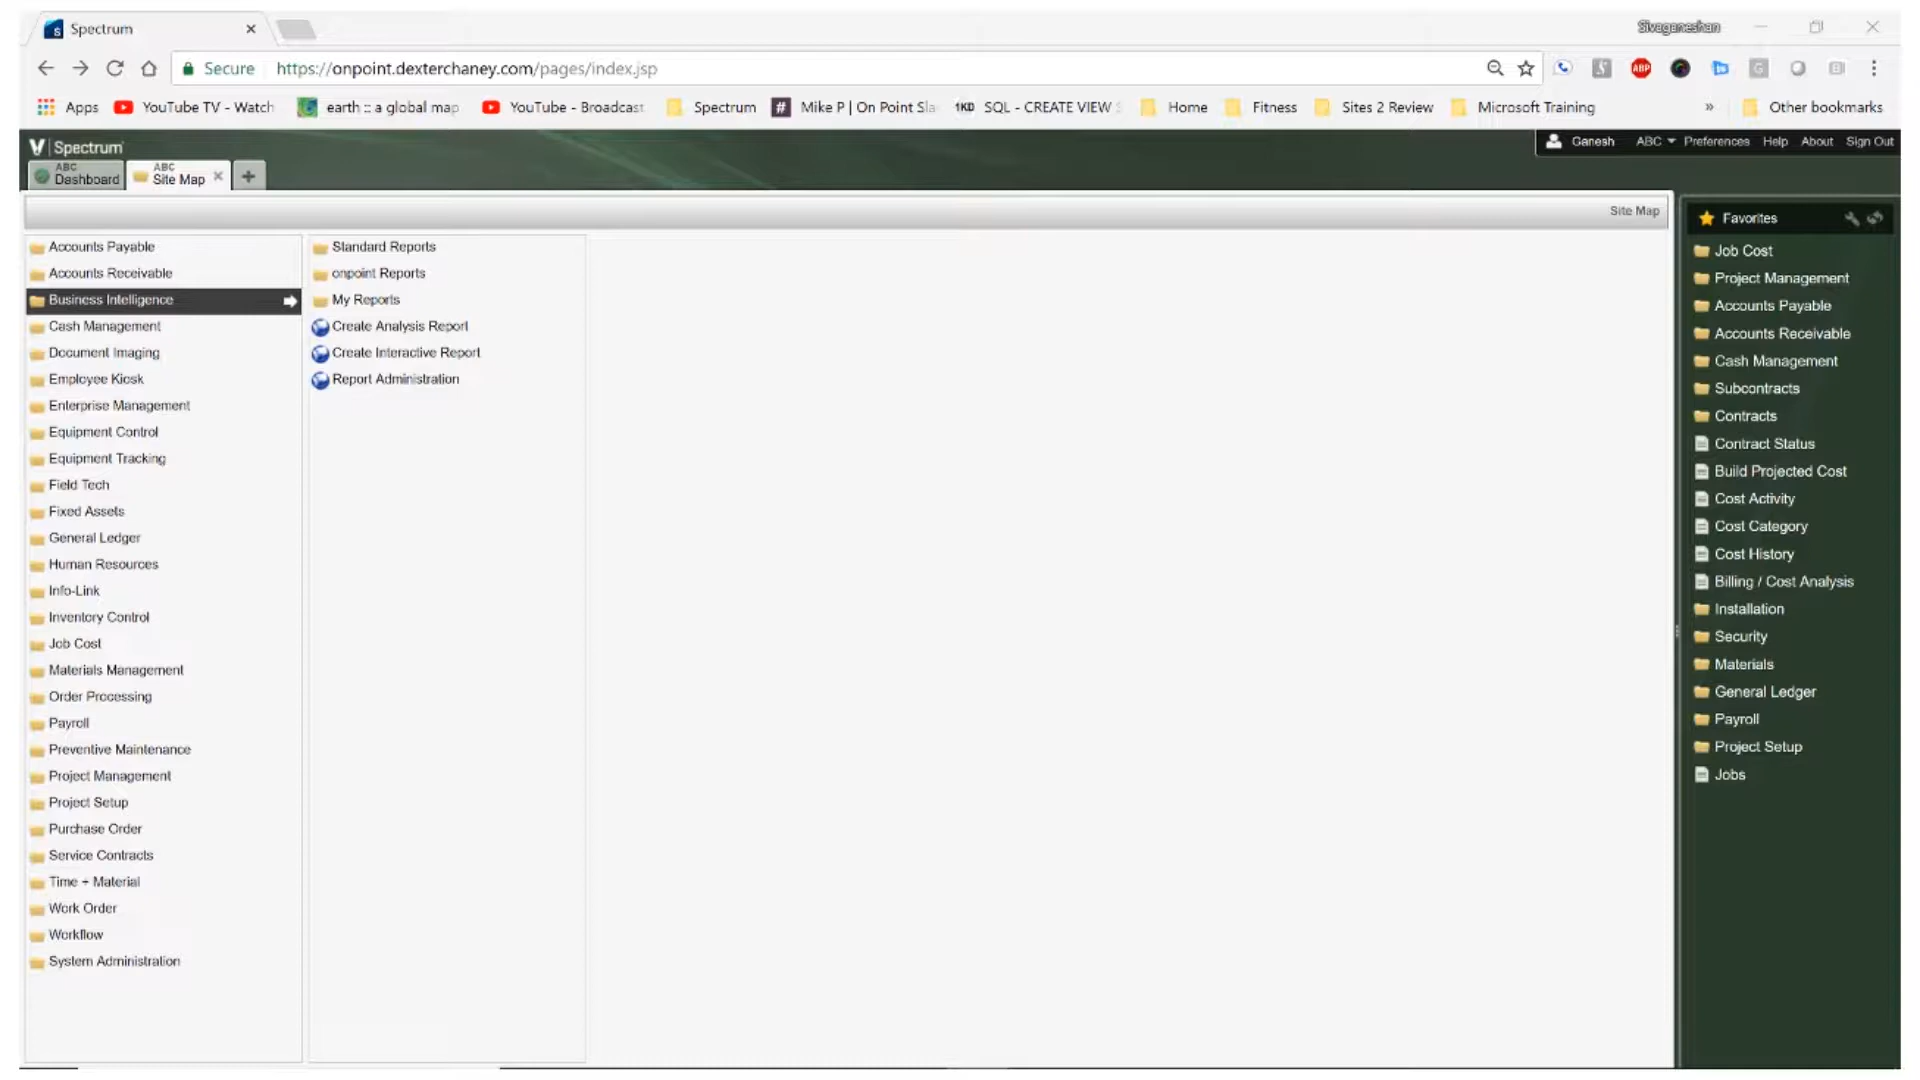 Spectrum
Sivaganeshan
Secure https://onpoint.dexterchaney.com/pages/index.jsp
ABP
Apps YouTube TV - Watch earth :: a global map YouTube - Broadcast Spectrum # Mike P | On Point Sla 1KD SQL - CREATE VIEW S Home Fitness Sites 2 Review Microsoft Training » Other bookmarks
Spectrum
Ganesh ABC Preferences Help About Sign Out
ABC
Dashboard
ABC
Site Map
Site Map
Accounts Payable
Accounts Receivable
Business Intelligence
Cash Management
Document Imaging
Employee Kiosk
Enterprise Management
Equipment Control
Equipment Tracking
Field Tech
Fixed Assets
General Ledger
Human Resources
Info-Link
Inventory Control
Job Cost
Materials Management
Order Processing
Payroll
Preventive Maintenance
Project Management
Project Setup
Purchase Order
Service Contracts
Time + Material
Work Order
Workflow
System Administration
Standard Reports
onpoint Reports
My Reports
Create Analysis Report
Create Interactive Report
Report Administration
Favorites
Job Cost
Project Management
Accounts Payable
Accounts Receivable
Cash Management
Subcontracts
Contracts
Contract Status
Build Projected Cost
Cost Activity
Cost Category
Cost History
Billing / Cost Analysis
Installation
Security
Materials
General Ledger
Payroll
Project Setup
Jobs